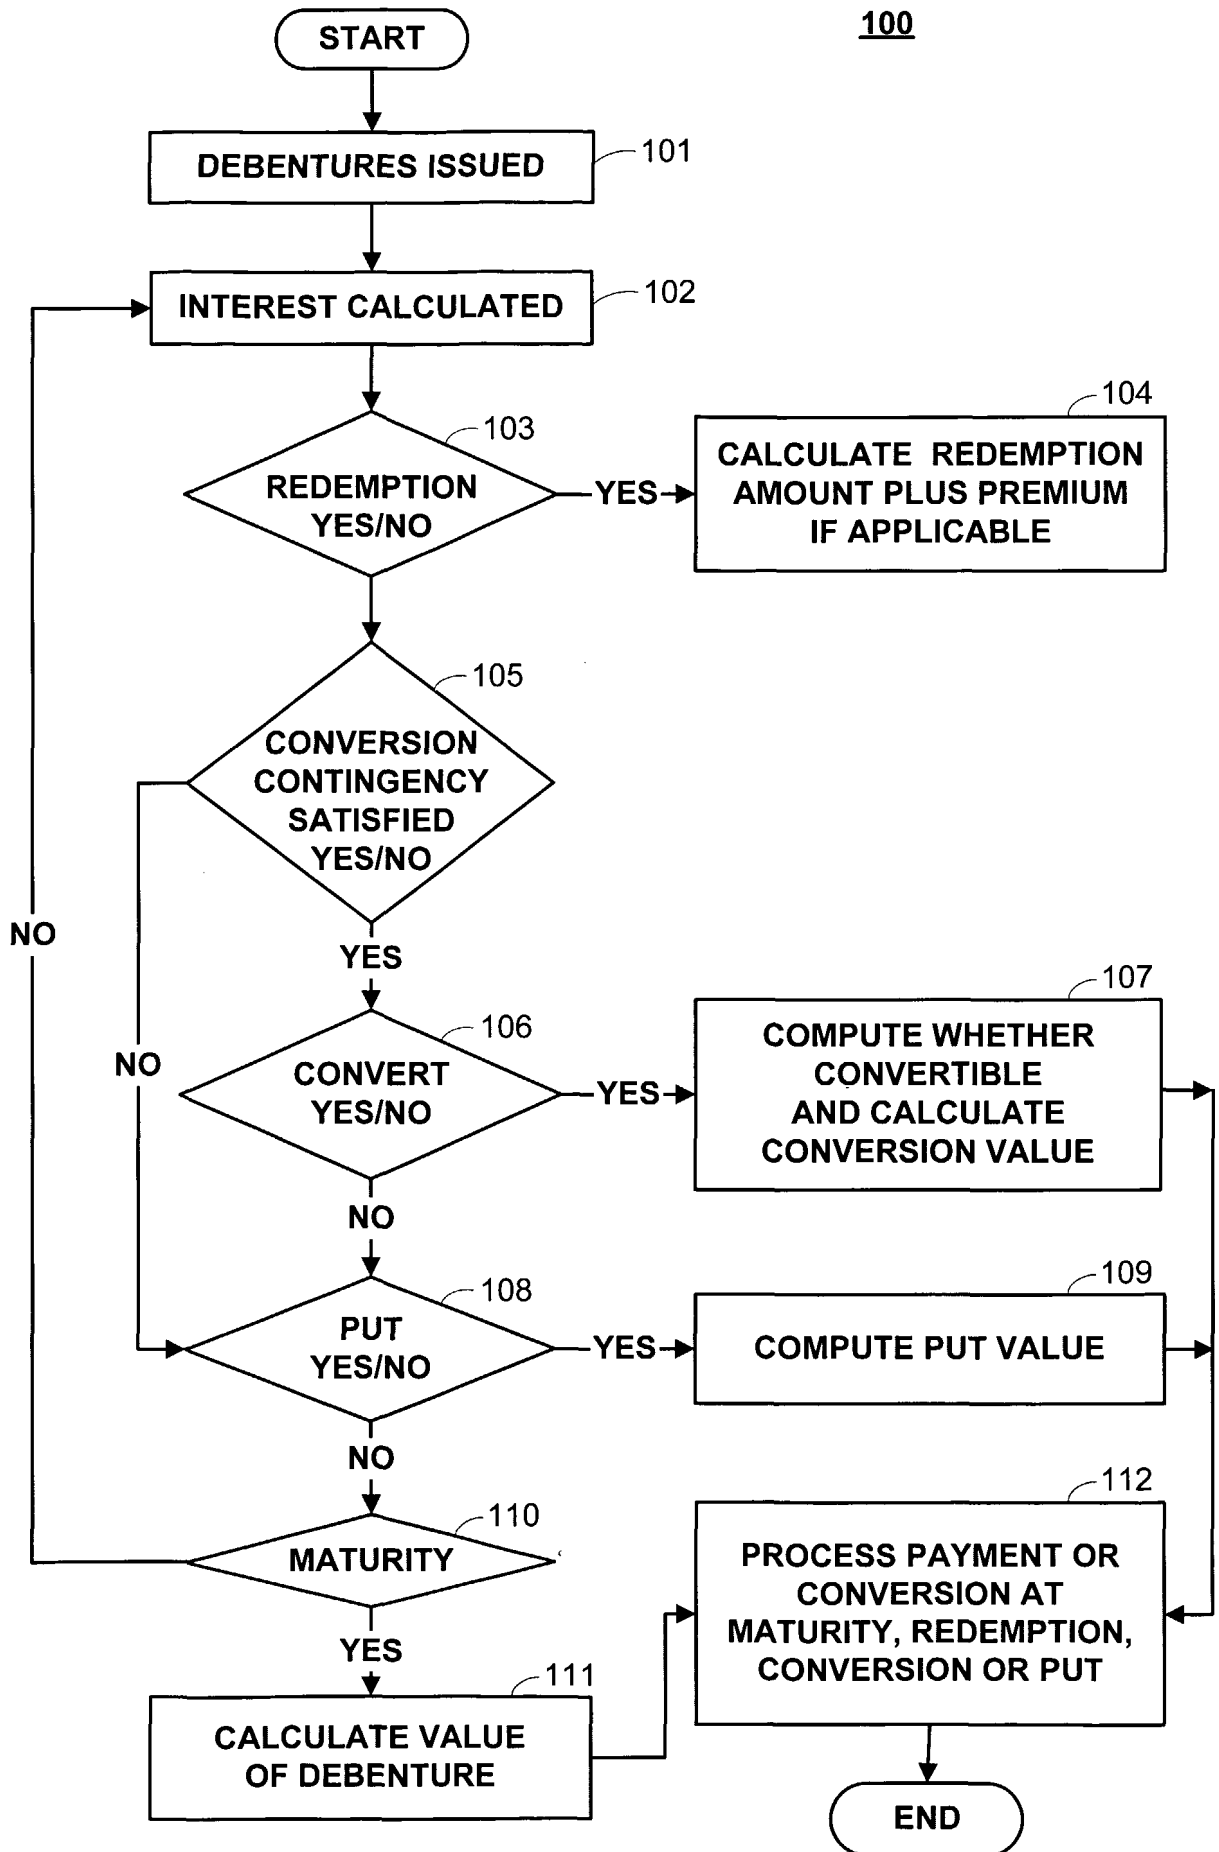 100
START
DEBENTURES ISSUED
101
INTEREST CALCULATED
102
103
REDEMPTION
YES/NO
YES
104
CALCULATE REDEMPTION
AMOUNT PLUS PREMIUM
IF APPLICABLE
105
CONVERSION
CONTINGENCY
SATISFIED
YES/NO
NO
YES
NO
106
CONVERT
YES/NO
YES
107
COMPUTE WHETHER
CONVERTIBLE
AND CALCULATE
CONVERSION VALUE
NO
108
PUT
YES/NO
YES
109
COMPUTE PUT VALUE
NO
110
MATURITY
YES
111
CALCULATE VALUE
OF DEBENTURE
112
PROCESS PAYMENT OR
CONVERSION AT
MATURITY, REDEMPTION,
CONVERSION OR PUT
END